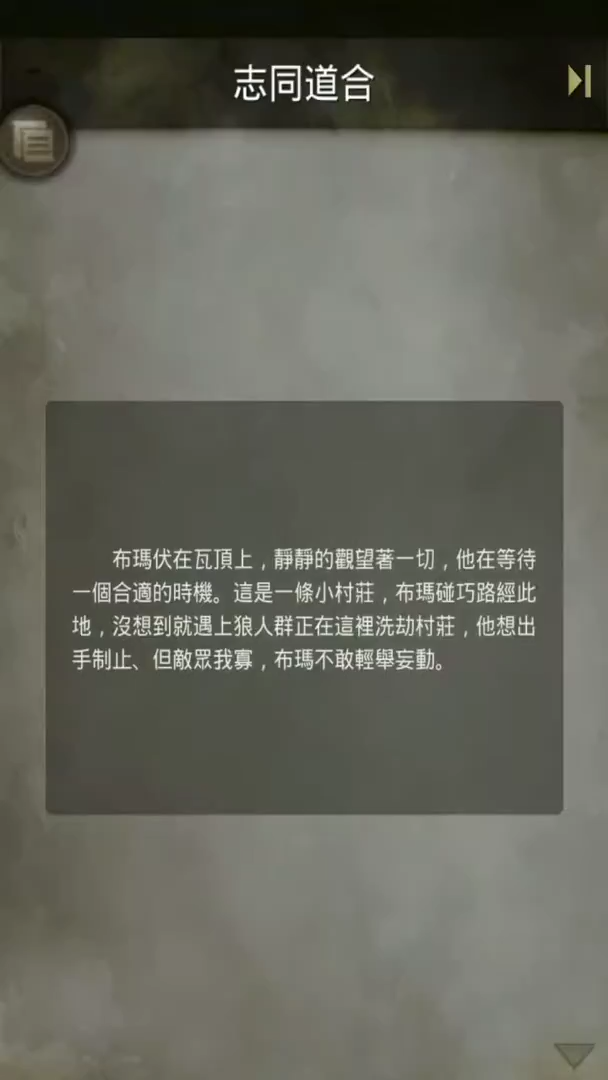 志同道合
布瑪伏在瓦頂上，靜靜的觀望著一切，他在等待
一個合適的時機。這是一條小村莊，布瑪碰巧路經此
地，沒想到就遇上狼人群正在這裡洗劫村莊，他想出
手制止、但敵眾我寡，布瑪不敢輕舉妄動。